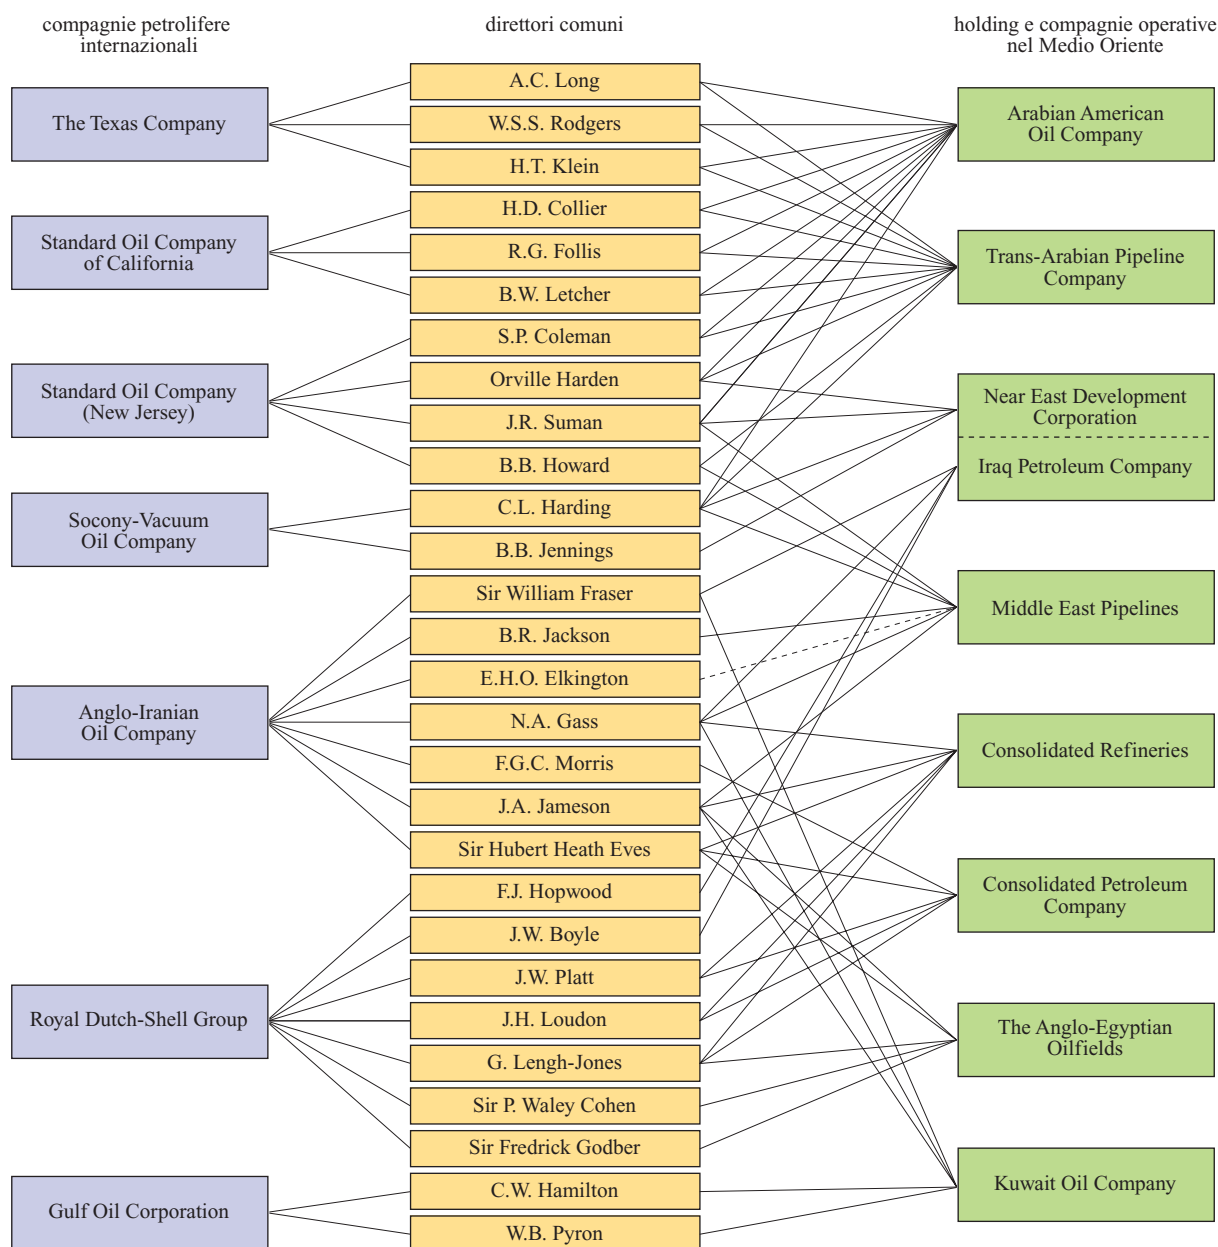 compagnie petrolifere
internazionali
The Texas Company
Standard Oil Company
of California
Standard Oil Company
(New Jersey)
Socony-Vacuum
Oil Company
Anglo-Iranian
Oil Company
Royal Dutch-Shell Group
Gulf Oil Corporation
direttori comuni
A.C. Long
W.S.S. Rodgers
H.T. Klein
H.D. Collier
R.G. Follis
B.W. Letcher
S.P. Coleman
Orville Harden
J.R. Suman
B.B. Howard
C.L. Harding
B.B. Jennings
Sir William Fraser
B.R. Jackson
E.H.O. Elkington
N.A. Gass
F.G.C. Morris
J.A. Jameson
Sir Hubert Heath Eves
F.J. Hopwood
J.W. Boyle
J.W. Platt
J.H. Loudon
G. Lengh-Jones
Sir P. Waley Cohen
Sir Fredrick Godber
C.W. Hamilton
W.B. Pyron
holding e compagnie operative
nel Medio Oriente
Arabian American
Oil Company
Trans-Arabian Pipeline
Company
Near East Development
Corporation
Iraq Petroleum Company
Middle East Pipelines
Consolidated Refineries
Consolidated Petroleum
Company
The Anglo-Egyptian
Oilfields
Kuwait Oil Company